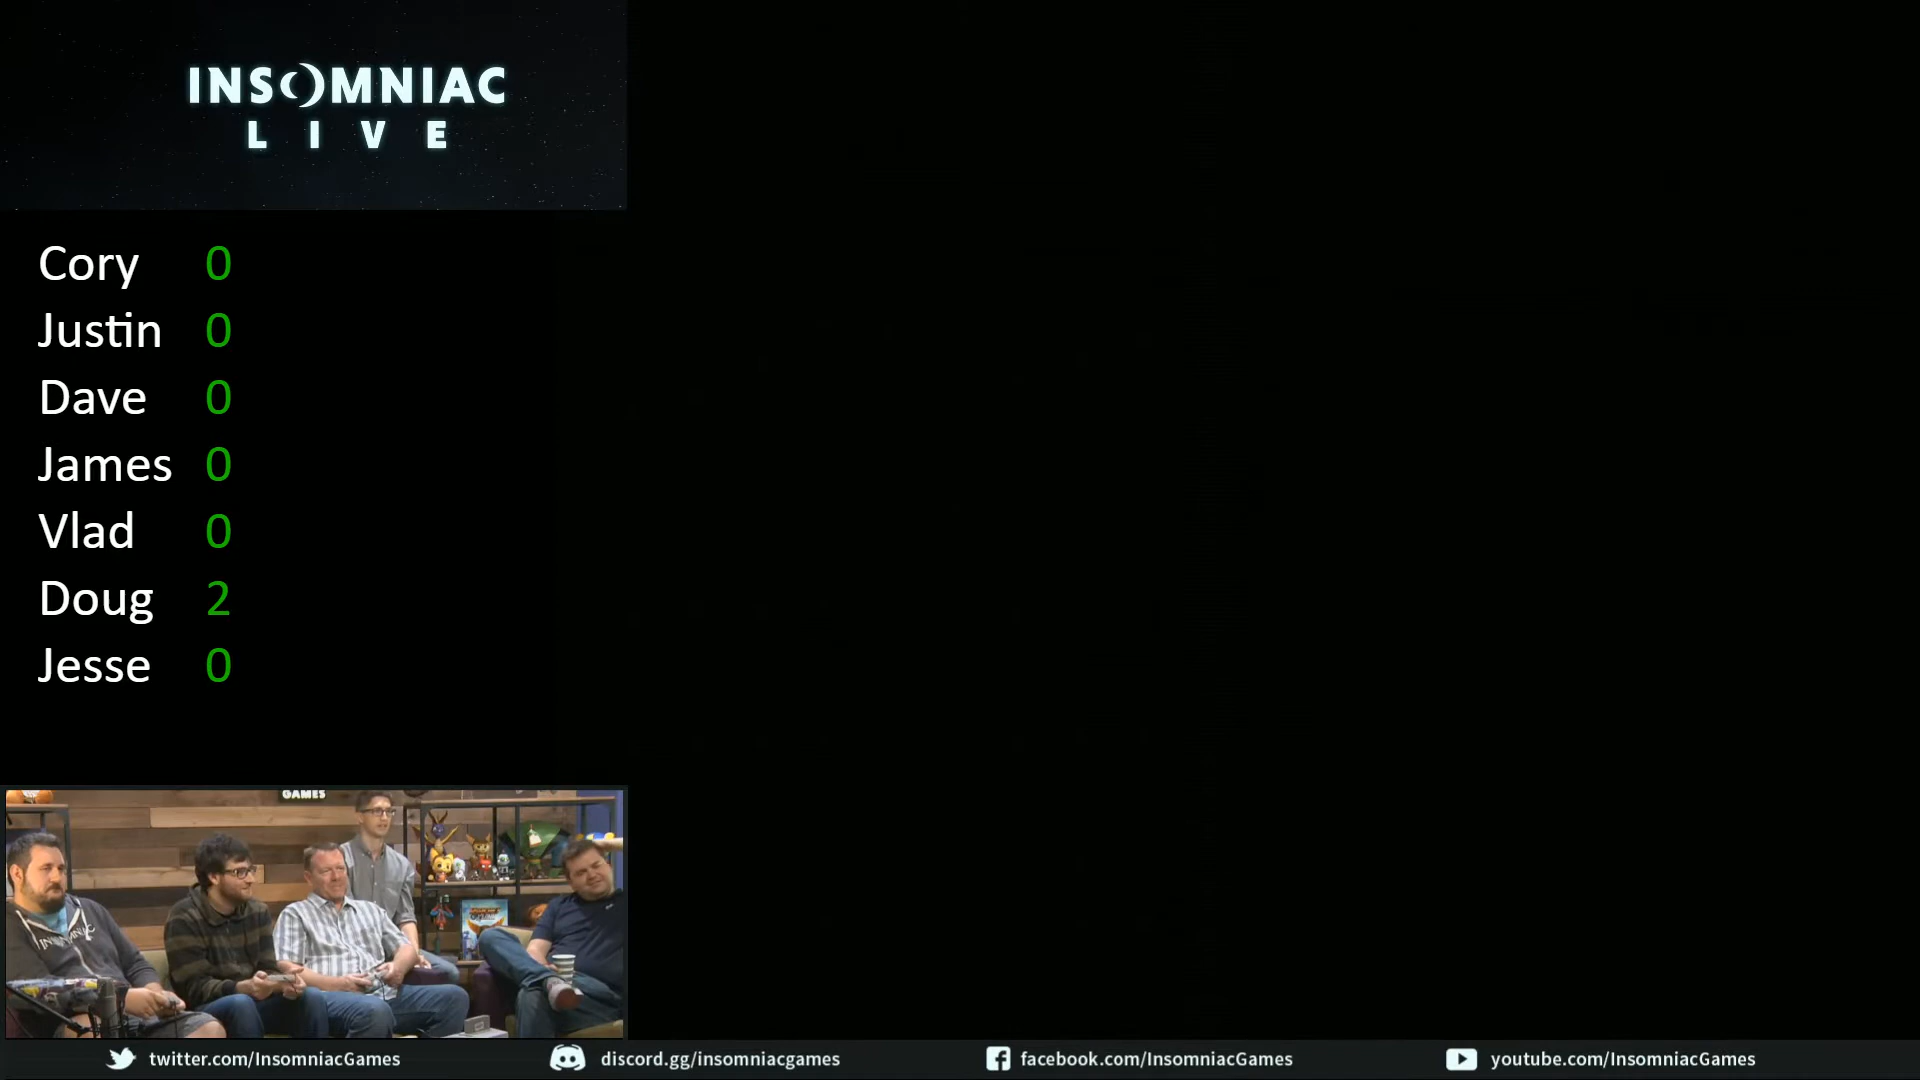 INSOMNIAC
LIVE
Cory 0
Justin 0
Dave 0
James 0
Vlad 0
Doug 2
Jesse 0
GAMES
INSOMNIAC
twitter.com/InsomniacGames
discord.gg/insomniacgames
facebook.com/InsomniacGames
youtube.com/InsomniacGames